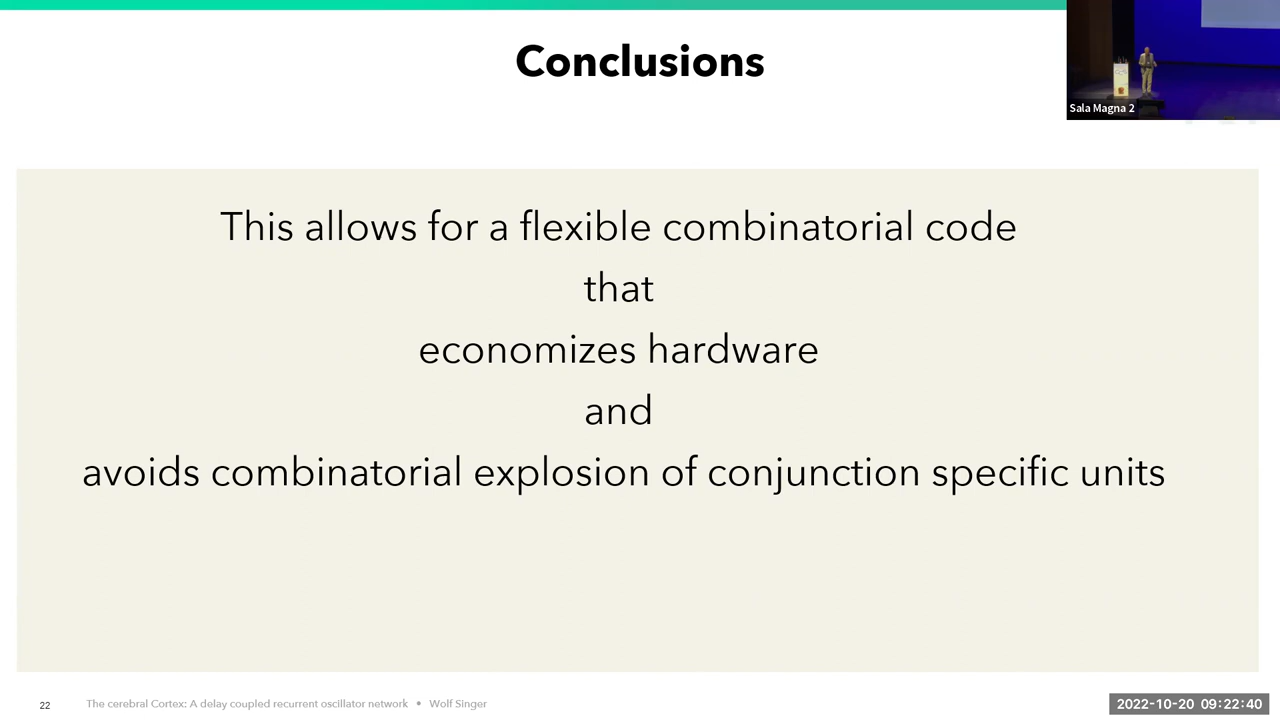 Conclusions
Sala Magna 2
This allows for a flexible combinatorial code
that
economizes hardware
and
avoids combinatorial explosion of conjunction specific units
22 The cerebral Cortex: A delay coupled recurrent oscillator network • Wolf Singer
2022-10-20 09:22:40